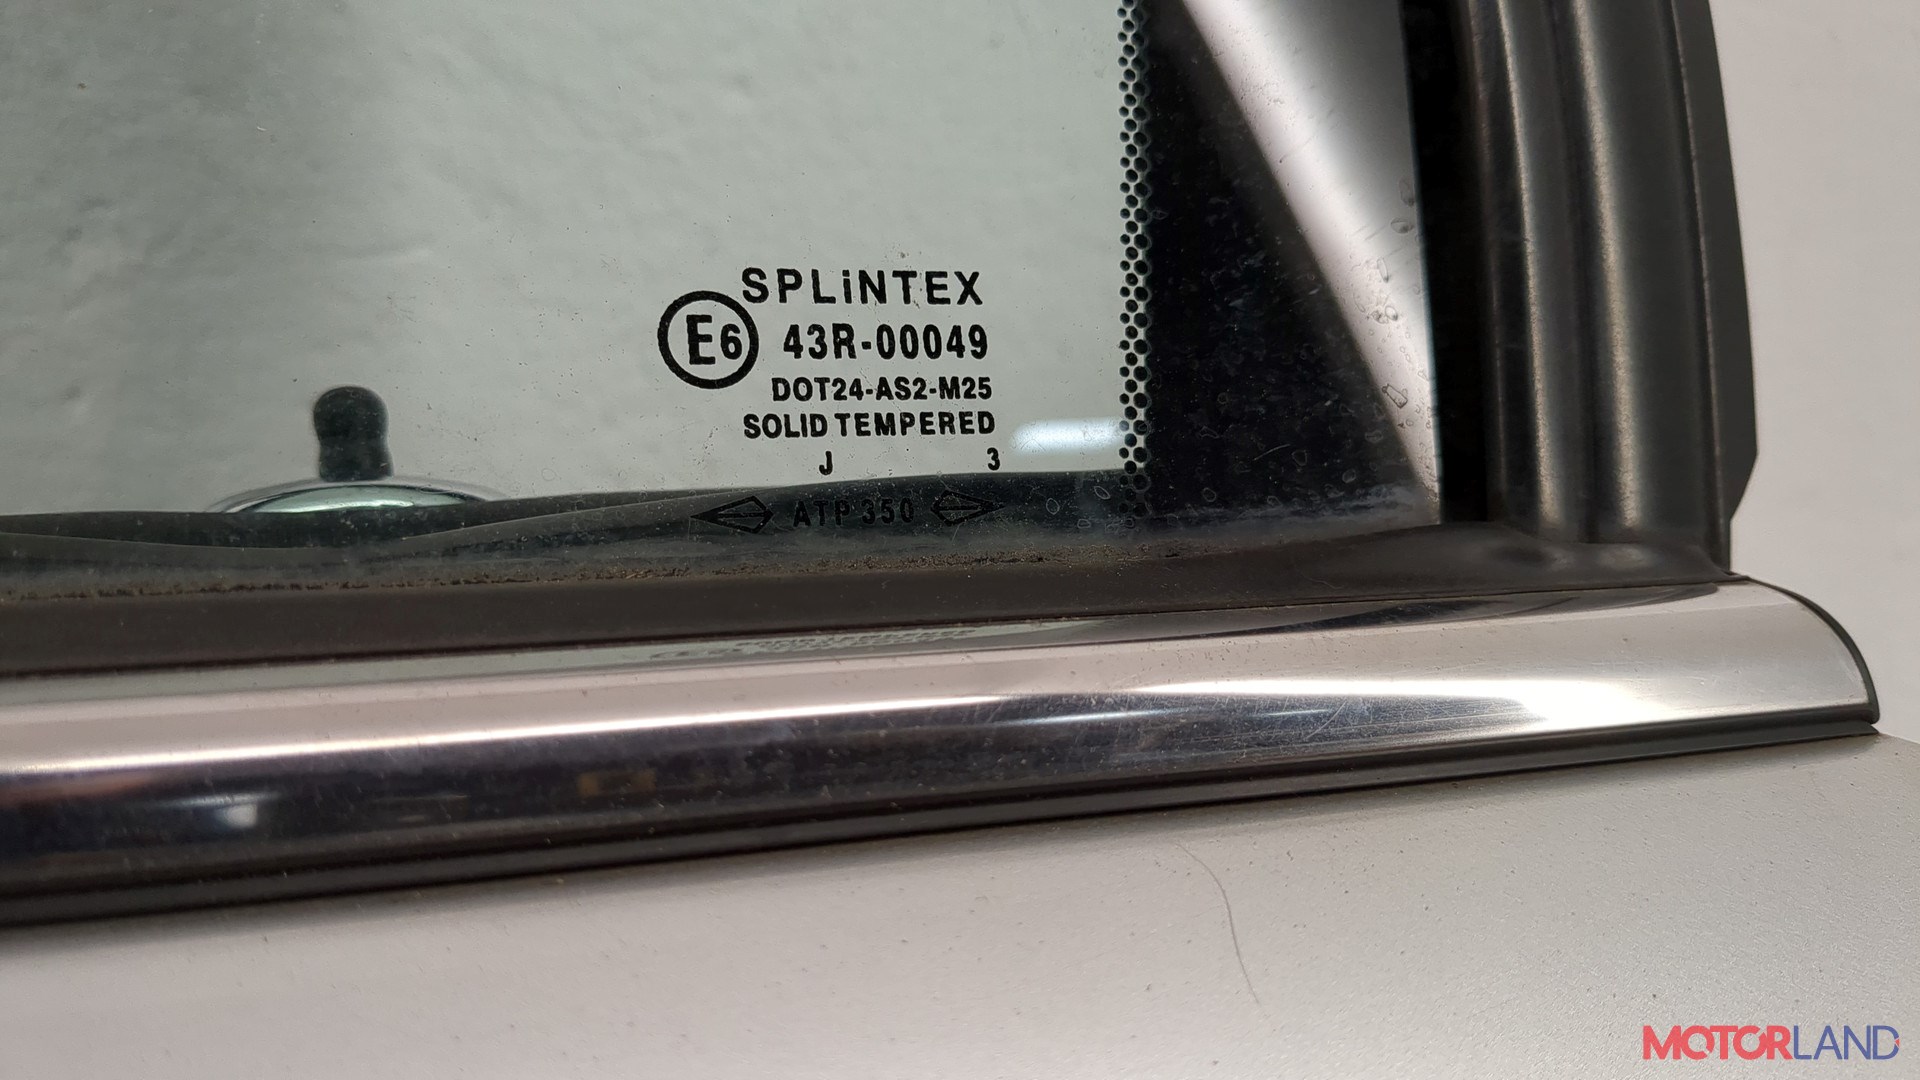 SPLiNTEX
E6 43R-00049
DOT24-AS2-M25
SOLID TEMPERED
J 3
ATP 350
MOTORLAND